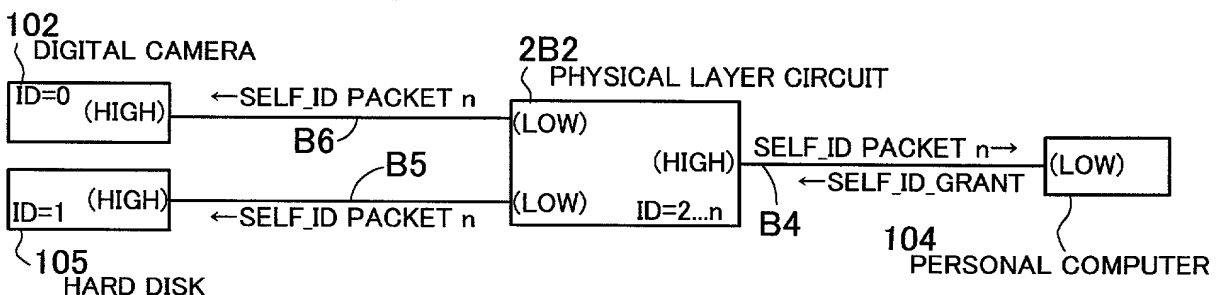 102
DIGITAL CAMERA
ID=0
(HIGH)
←SELF_ID PACKET n
B6
2B2
PHYSICAL LAYER CIRCUIT
(LOW)
(HIGH)
(LOW)
ID=2...n
B5
←SELF_ID PACKET n
ID=1
(HIGH)
105
HARD DISK
SELF_ID PACKET n→
←SELF_ID_GRANT
B4
(LOW)
104
PERSONAL COMPUTER